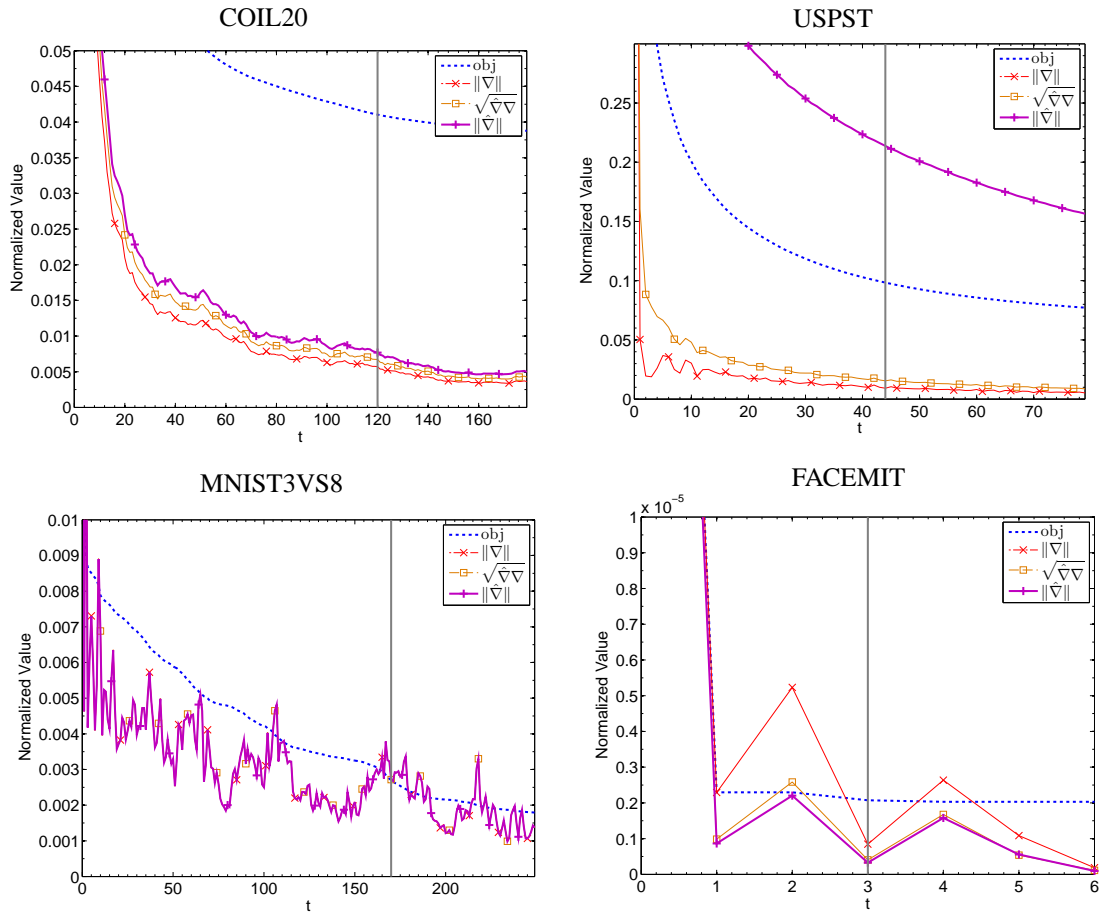 COIL20
0.05
0.045
0.04
0.035
0.03
0.025
0.02
0.015
0.01
0.005
0
Normalized Value
20 40 60 80 100 120 140 160
t
obj
‖∇‖
√∇̂∇
‖∇̂‖
USPST
0.25
0.2
0.15
0.1
0.05
0
Normalized Value
0 10 20 30 40 50 60 70
t
obj
‖∇‖
√∇̂∇
‖∇̂‖
MNIST3VS8
0.01
0.009
0.008
0.007
0.006
0.005
0.004
0.003
0.002
0.001
0
Normalized Value
0 50 100 150 200
t
obj
‖∇‖
√∇̂∇
‖∇̂‖
FACEMIT
x 10⁻⁵
1
0.9
0.8
0.7
0.6
0.5
0.4
0.3
0.2
0.1
0
Normalized Value
0 1 2 3 4 5 6
t
obj
‖∇‖
√∇̂∇
‖∇̂‖